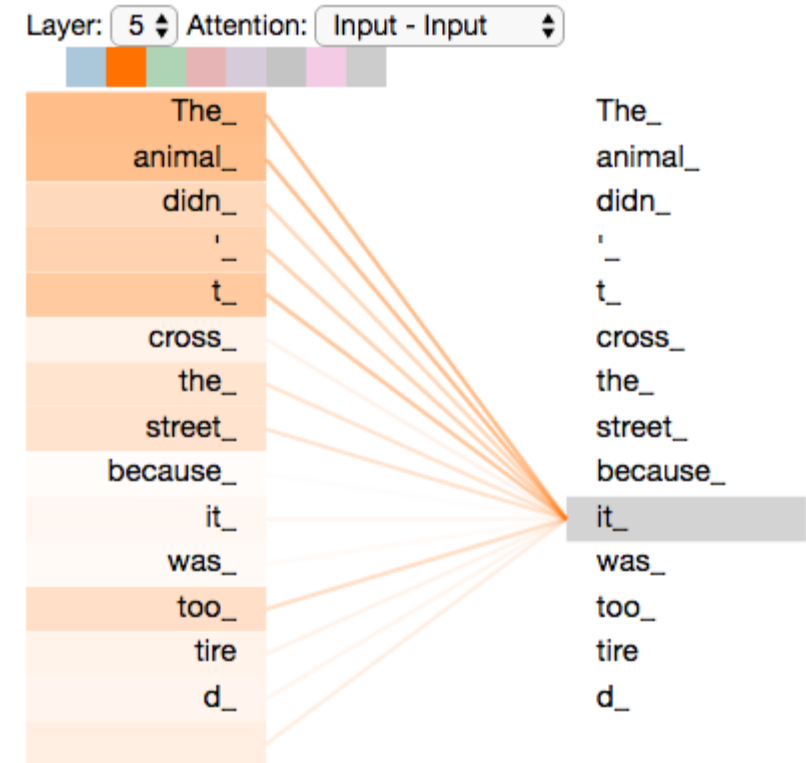 Layer: 5 Attention: Input - Input
The_ The_
animal_ animal_
didn_ didn_
'_ '_
t_ t_
cross_ cross_
the_ the_
street_ street_
because_ because_
it_ it_
was_ was_
too_ too_
tire tire
d_ d_